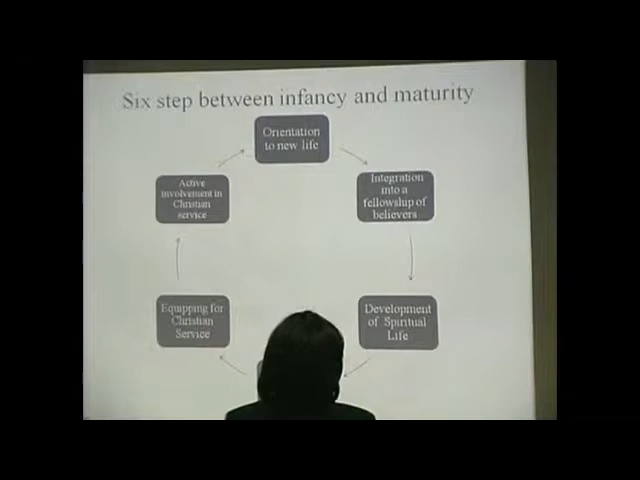 Six step between infancy and maturity
Orientation
to new life
Integration
into a
fellowship of
believers
Development
of Spiritual
Life
Equipping for
Christian
Service
Active
involvement in
Christian
service